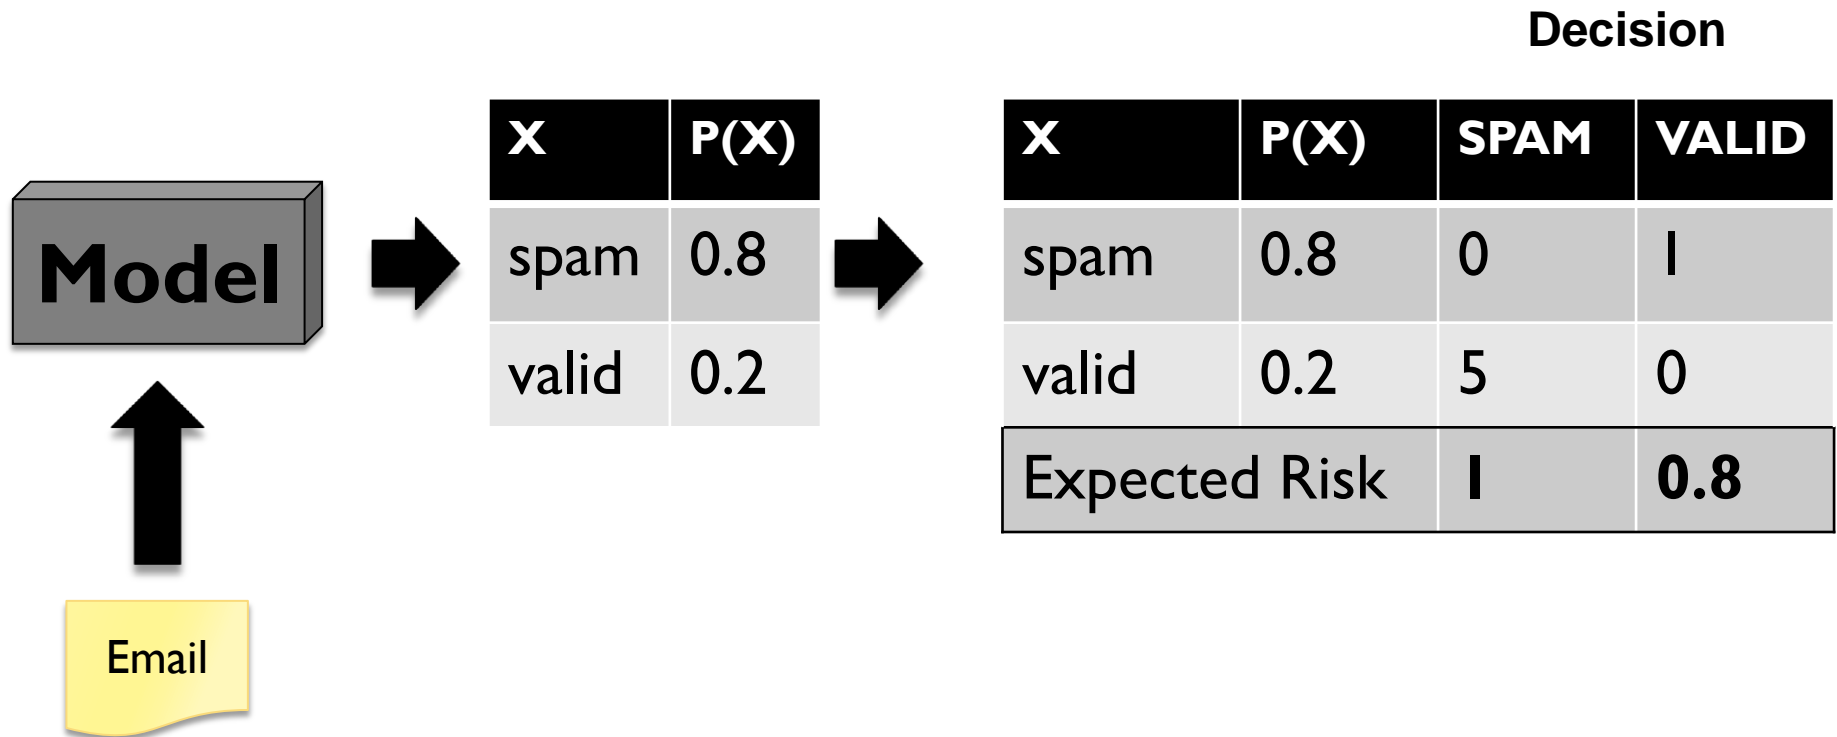 Decision
Model
Email
X P(X)
spam 0.8
valid 0.2
X P(X) SPAM VALID
spam 0.8 0 1
valid 0.2 5 0
Expected Risk 1 0.8